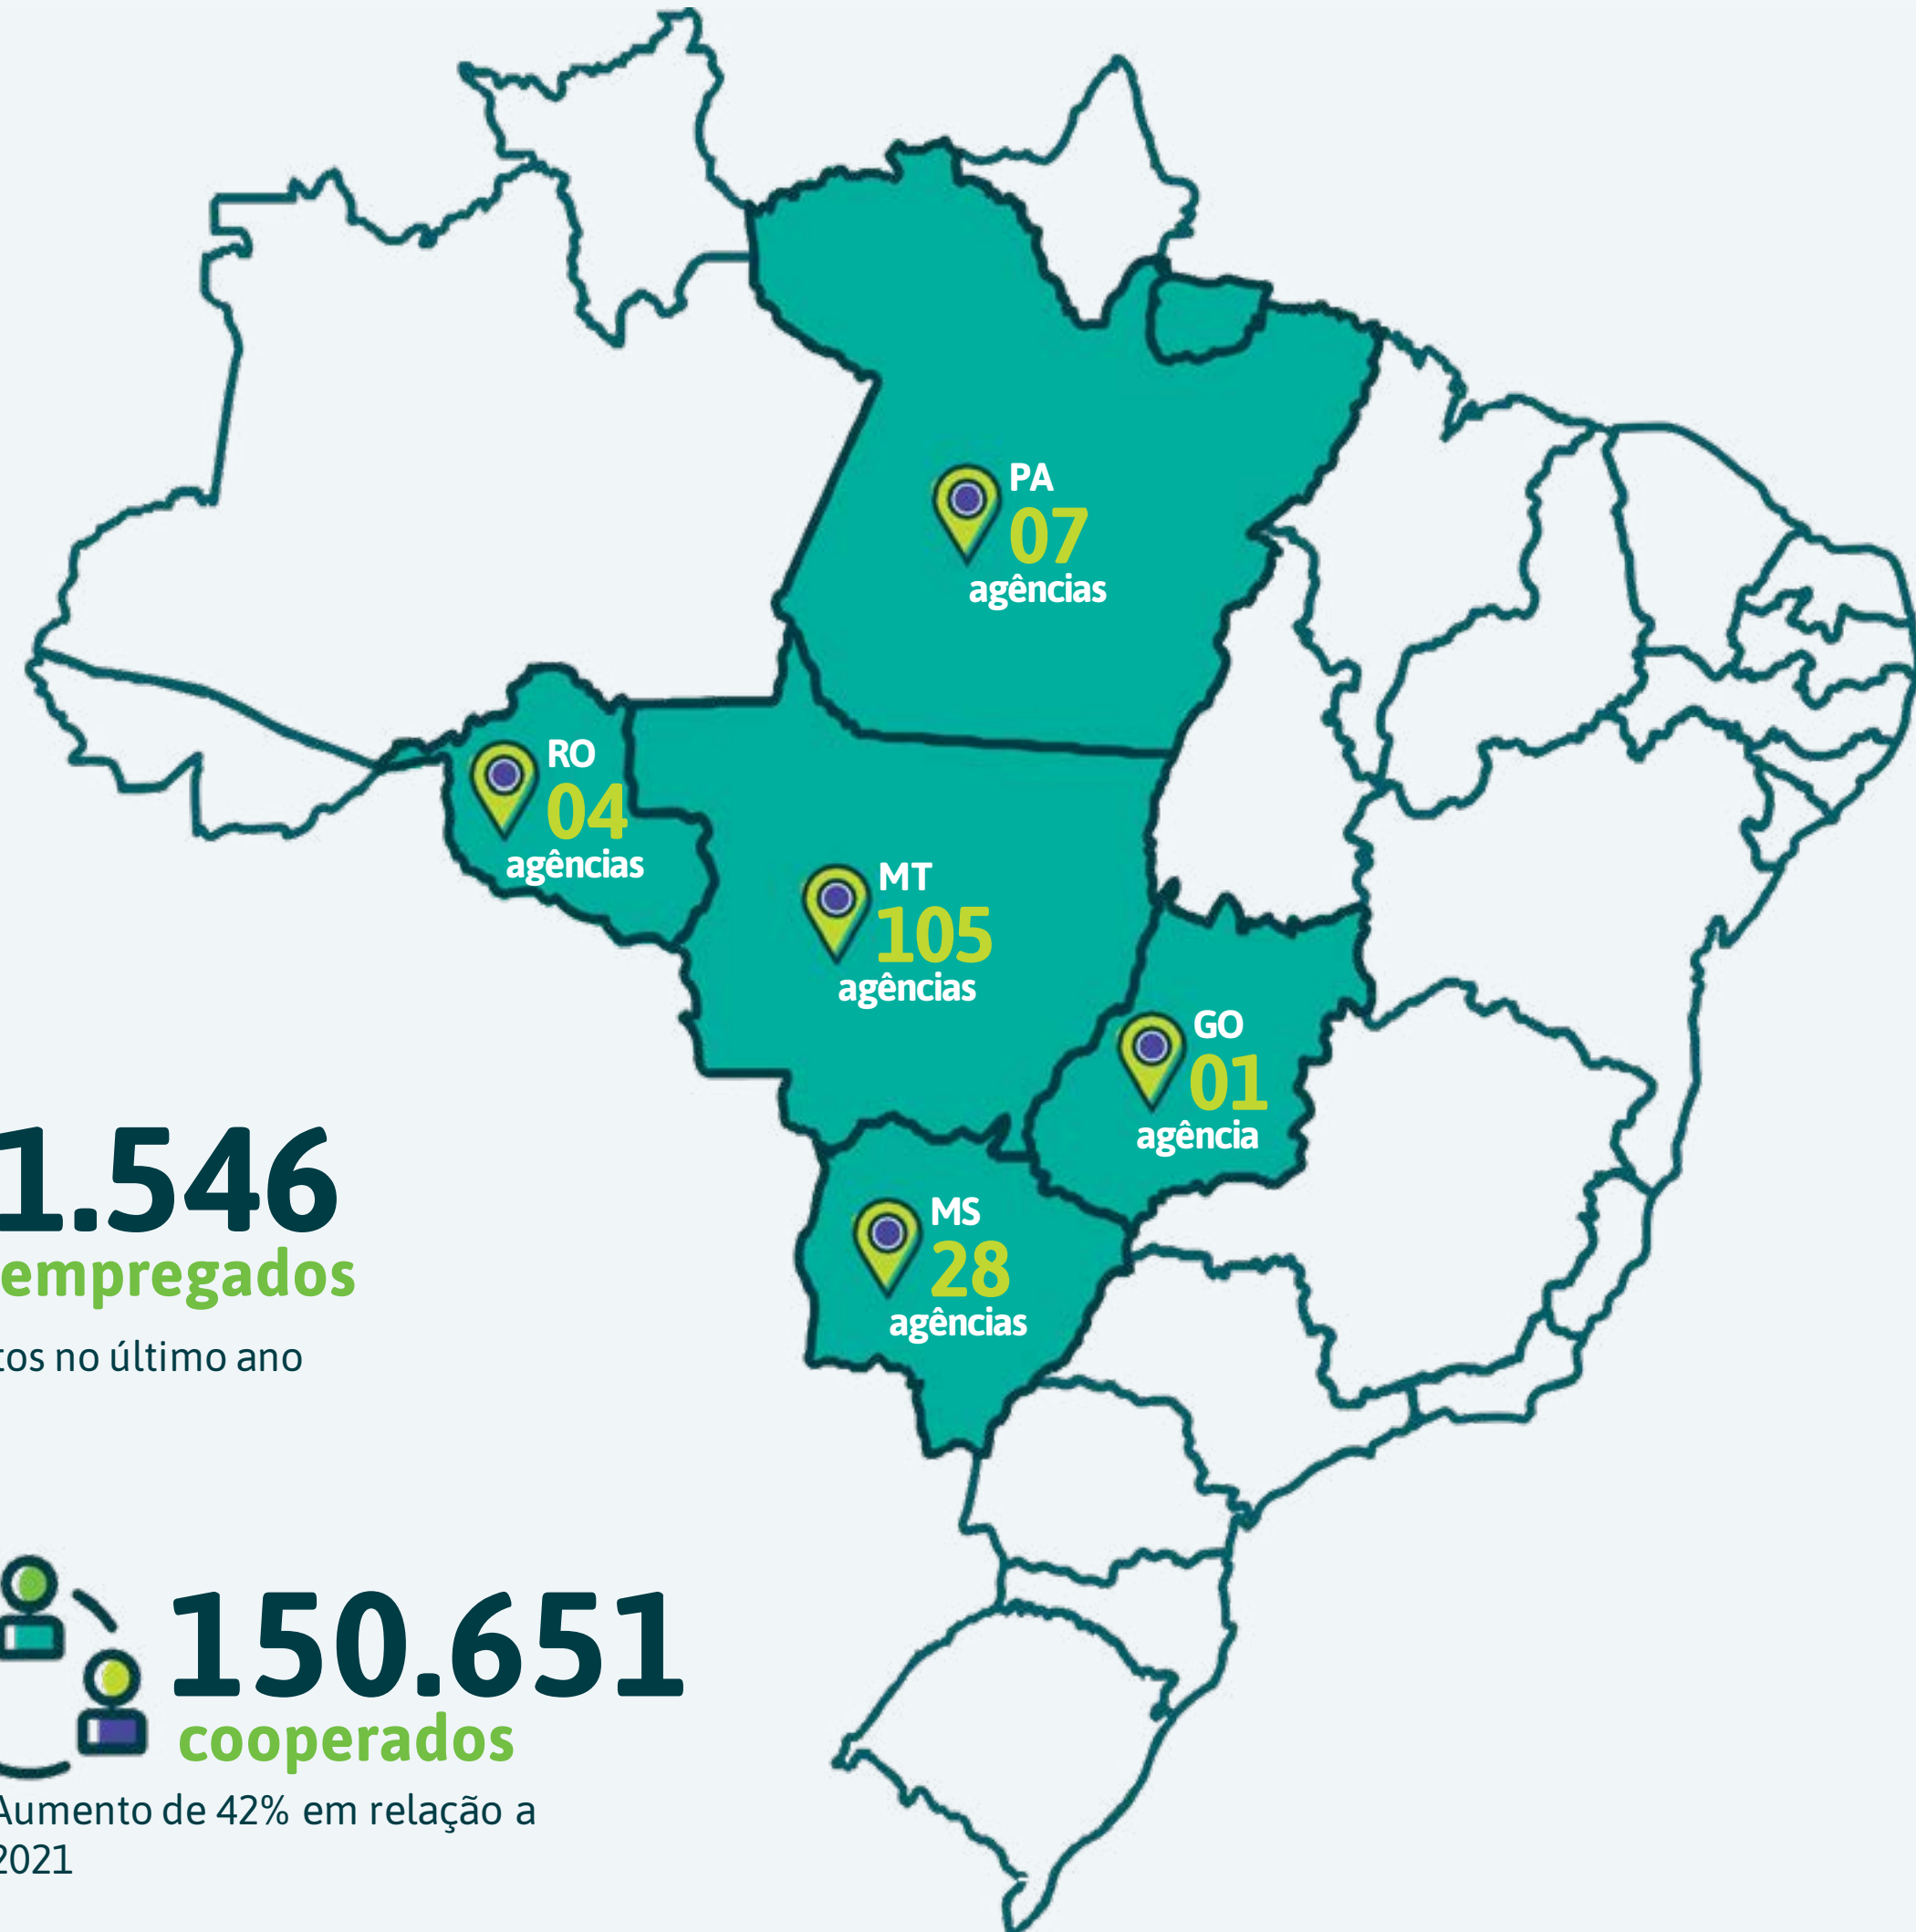 PA
07
agências
RO
04
agências
MT
105
agências
GO
01
agência
MS
28
agências
1.546
empregados
tos no último ano
150.651
cooperados
Aumento de 42% em relação a
2021